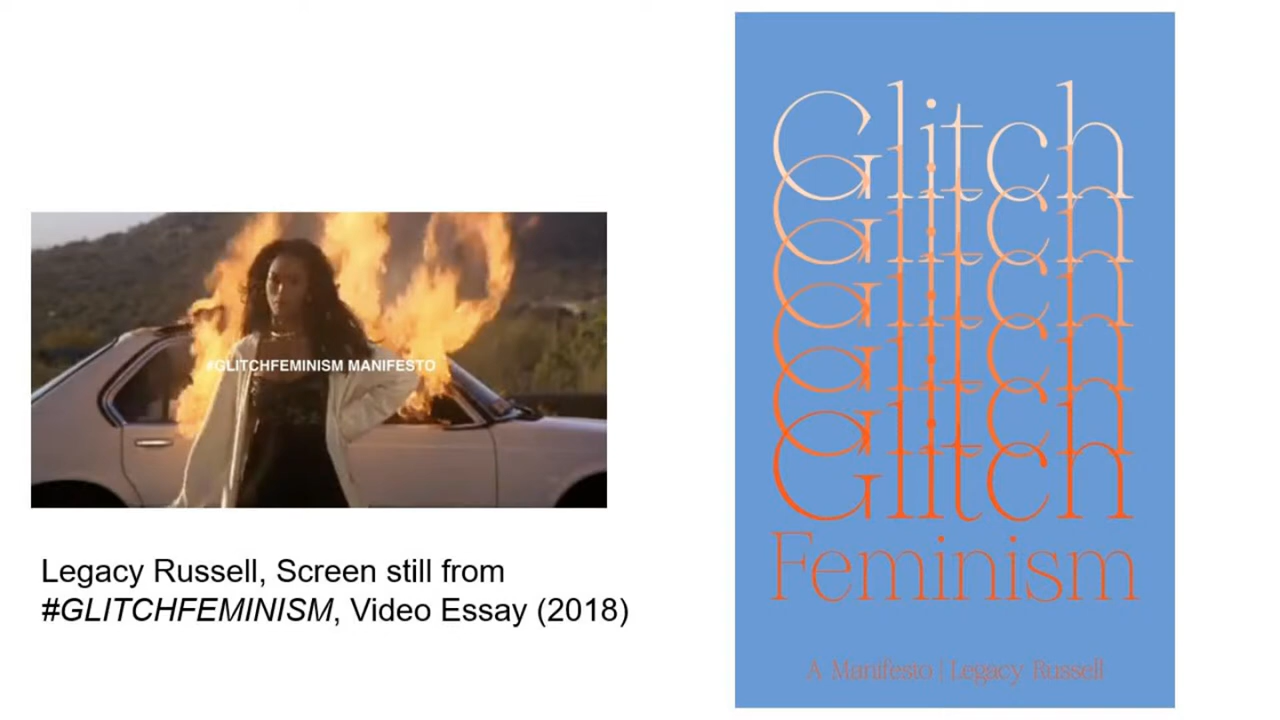 #GLITCHFEMINISM MANIFESTO
Legacy Russell, Screen still from
#GLITCHFEMINISM, Video Essay (2018)
Glitch
Glitch
Glitch
Glitch
Glitch
Glitch
Feminism
A Manifesto | Legacy Russell